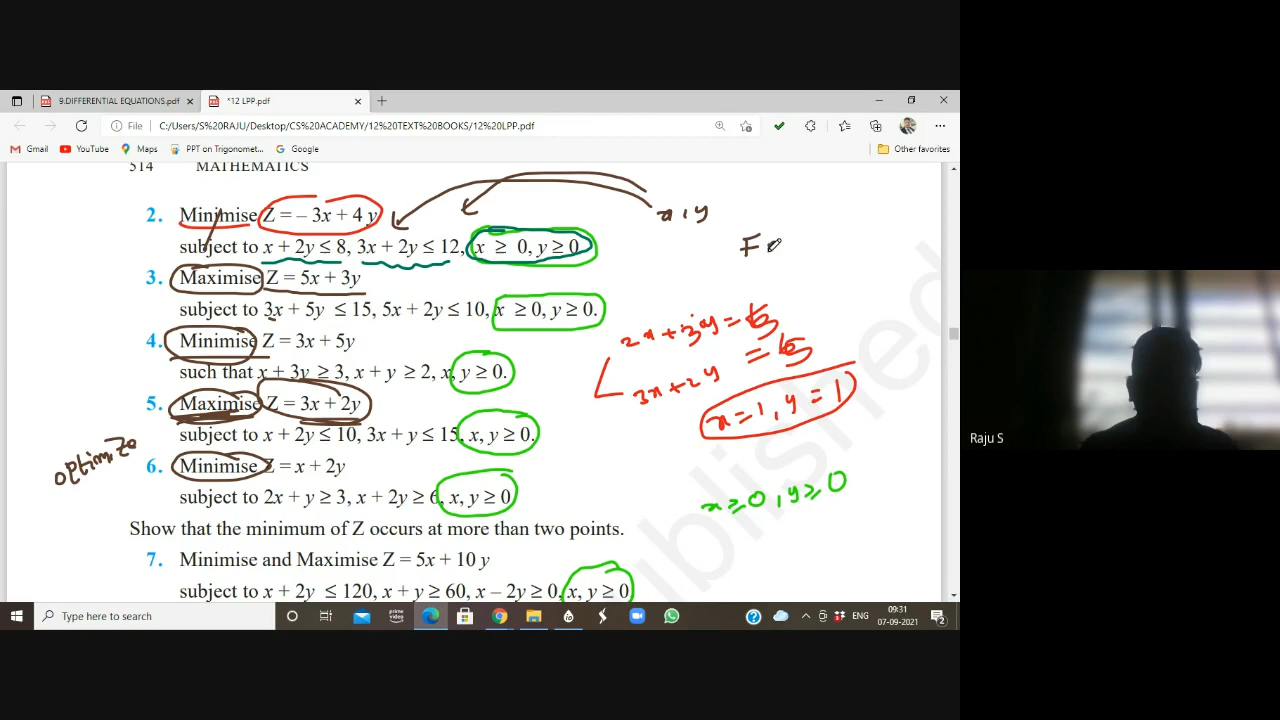 9.DIFFERENTIAL EQUATIONS.pdf
*12 LPP.pdf
File
C:/Users/S%20RAJU/Desktop/CS%20ACADEMY/12%20TEXT%20BOOKS/12%20LPP.pdf
Gmail
YouTube
Maps
PPT on Trigonomet...
Google
Other favorites
514 MATHEMATICS
2. Minimise Z = – 3x + 4 y
subject to x + 2y ≤ 8, 3x + 2y ≤ 12, x ≥ 0, y ≥ 0.
x, y
F
3. Maximise Z = 5x + 3y
subject to 3x + 5y ≤ 15, 5x + 2y ≤ 10, x ≥ 0, y ≥ 0.
2x + 3y = 5
4. Minimise Z = 3x + 5y
such that x + 3y ≥ 3, x + y ≥ 2, x, y ≥ 0.
3x + 2y = 5
5. Maximise Z = 3x + 2y
x = 1, y = 1
subject to x + 2y ≤ 10, 3x + y ≤ 15, x, y ≥ 0.
optimize
6. Minimise Z = x + 2y
subject to 2x + y ≥ 3, x + 2y ≥ 6, x, y ≥ 0.
x ≥ 0, y ≥ 0
Show that the minimum of Z occurs at more than two points.
7. Minimise and Maximise Z = 5x + 10 y
subject to x + 2y ≤ 120, x + y ≥ 60, x – 2y ≥ 0, x, y ≥ 0
ublished
Raju S
Type here to search
prime video
ENG
09:31
07-09-2021
2